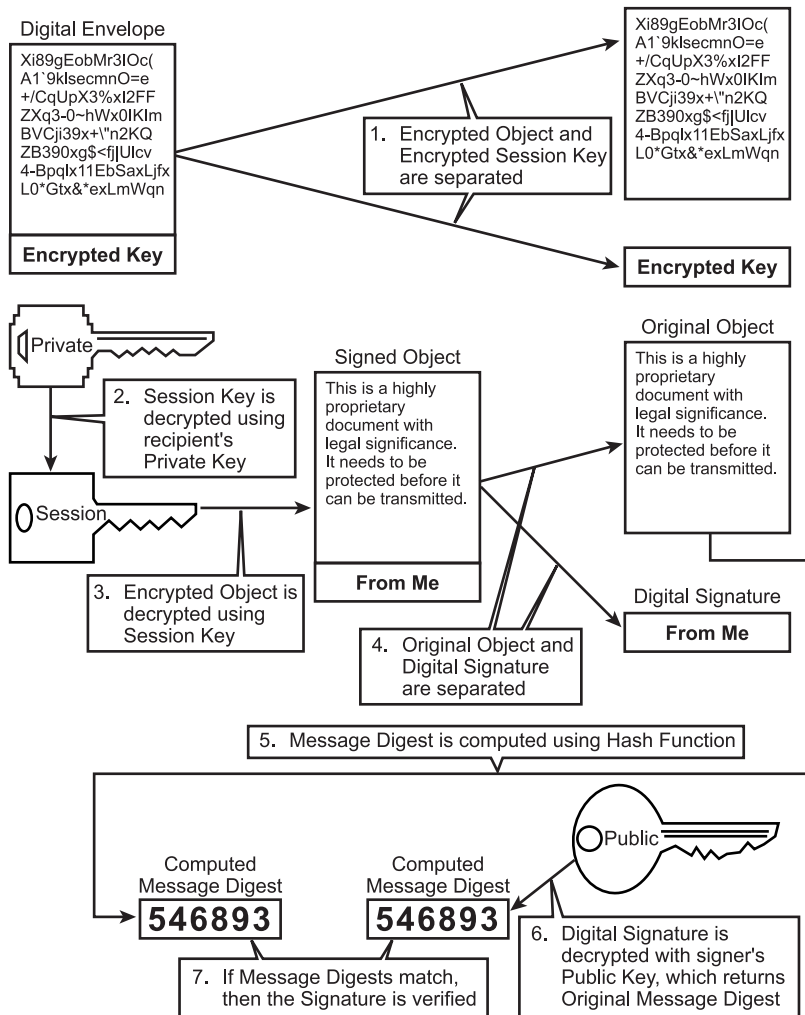 Digital Envelope
Xi89gEobMr3IOc(
A1`9klsecmnO=e
+/CqUpX3%xI2FF
ZXq3-0~hWx0IKIm
BVCji39x+\"n2KQ
ZB390xg$<fj|UIcv
4-BpqIx11EbSaxLjfx
L0*Gtx&*exLmWqn
Encrypted Key
1. Encrypted Object and
Encrypted Session Key
are separated
Xi89gEobMr3IOc(
A1`9klsecmnO=e
+/CqUpX3%xI2FF
ZXq3-0~hWx0IKIm
BVCji39x+\"n2KQ
ZB390xg$<fj|UIcv
4-BpqIx11EbSaxLjfx
L0*Gtx&*exLmWqn
Encrypted Key
Private
2. Session Key is
decrypted using
recipient's
Private Key
Session
3. Encrypted Object is
decrypted using
Session Key
Signed Object
This is a highly
proprietary
document with
legal significance.
It needs to be
protected before it
can be transmitted.
From Me
4. Original Object and
Digital Signature
are separated
Original Object
This is a highly
proprietary
document with
legal significance.
It needs to be
protected before it
can be transmitted.
Digital Signature
From Me
5. Message Digest is computed using Hash Function
Computed
Message Digest
546893
Computed
Message Digest
546893
Public
6. Digital Signature is
decrypted with signer's
Public Key, which returns
Original Message Digest
7. If Message Digests match,
then the Signature is verified